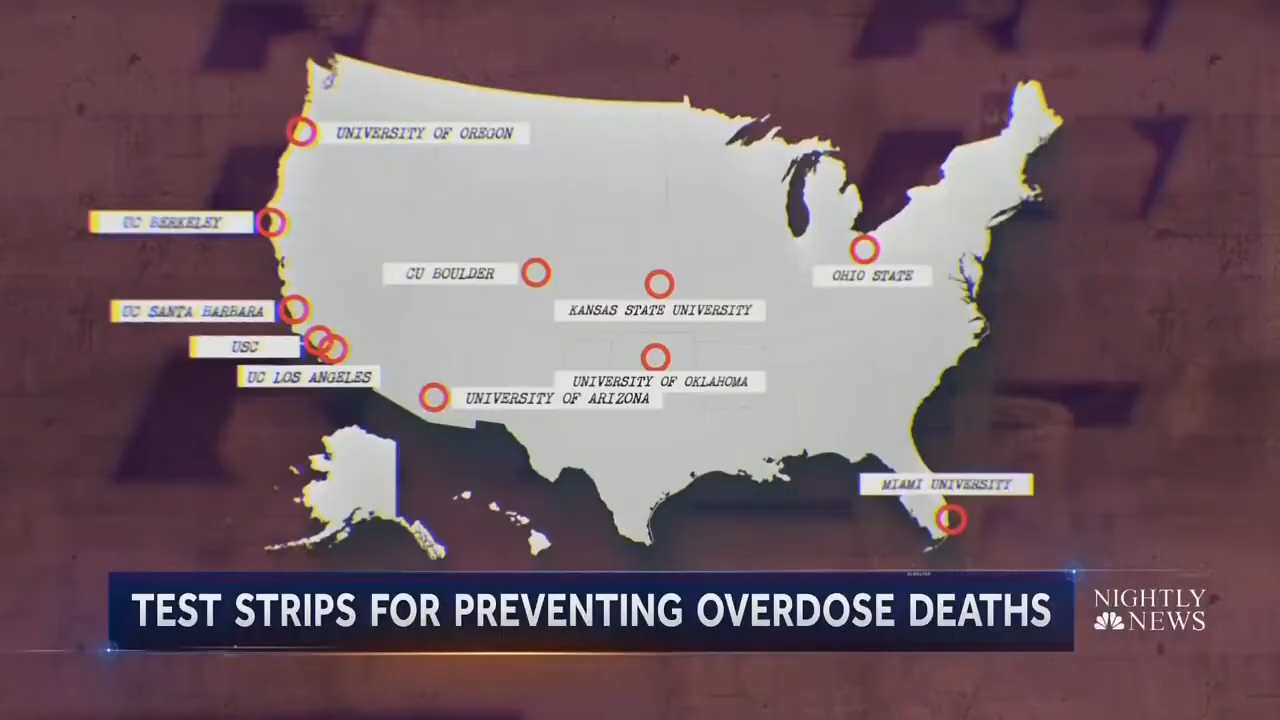 UNIVERSITY OF OREGON
UC BERKELEY
CU BOULDER
OHIO STATE
UC SANTA BARBARA
KANSAS STATE UNIVERSITY
USC
UC LOS ANGELES
UNIVERSITY OF OKLAHOMA
UNIVERSITY OF ARIZONA
MIAMI UNIVERSITY
TEST STRIPS FOR PREVENTING OVERDOSE DEATHS
NIGHTLY
NEWS